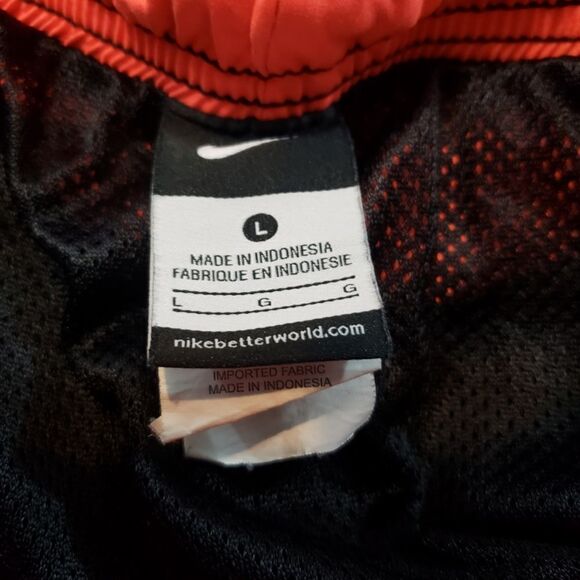 L
MADE IN INDONESIA
FABRIQUE EN INDONESIE
L G G
nikebetterworld.com
IMPORTED FABRIC
MADE IN INDONESIA